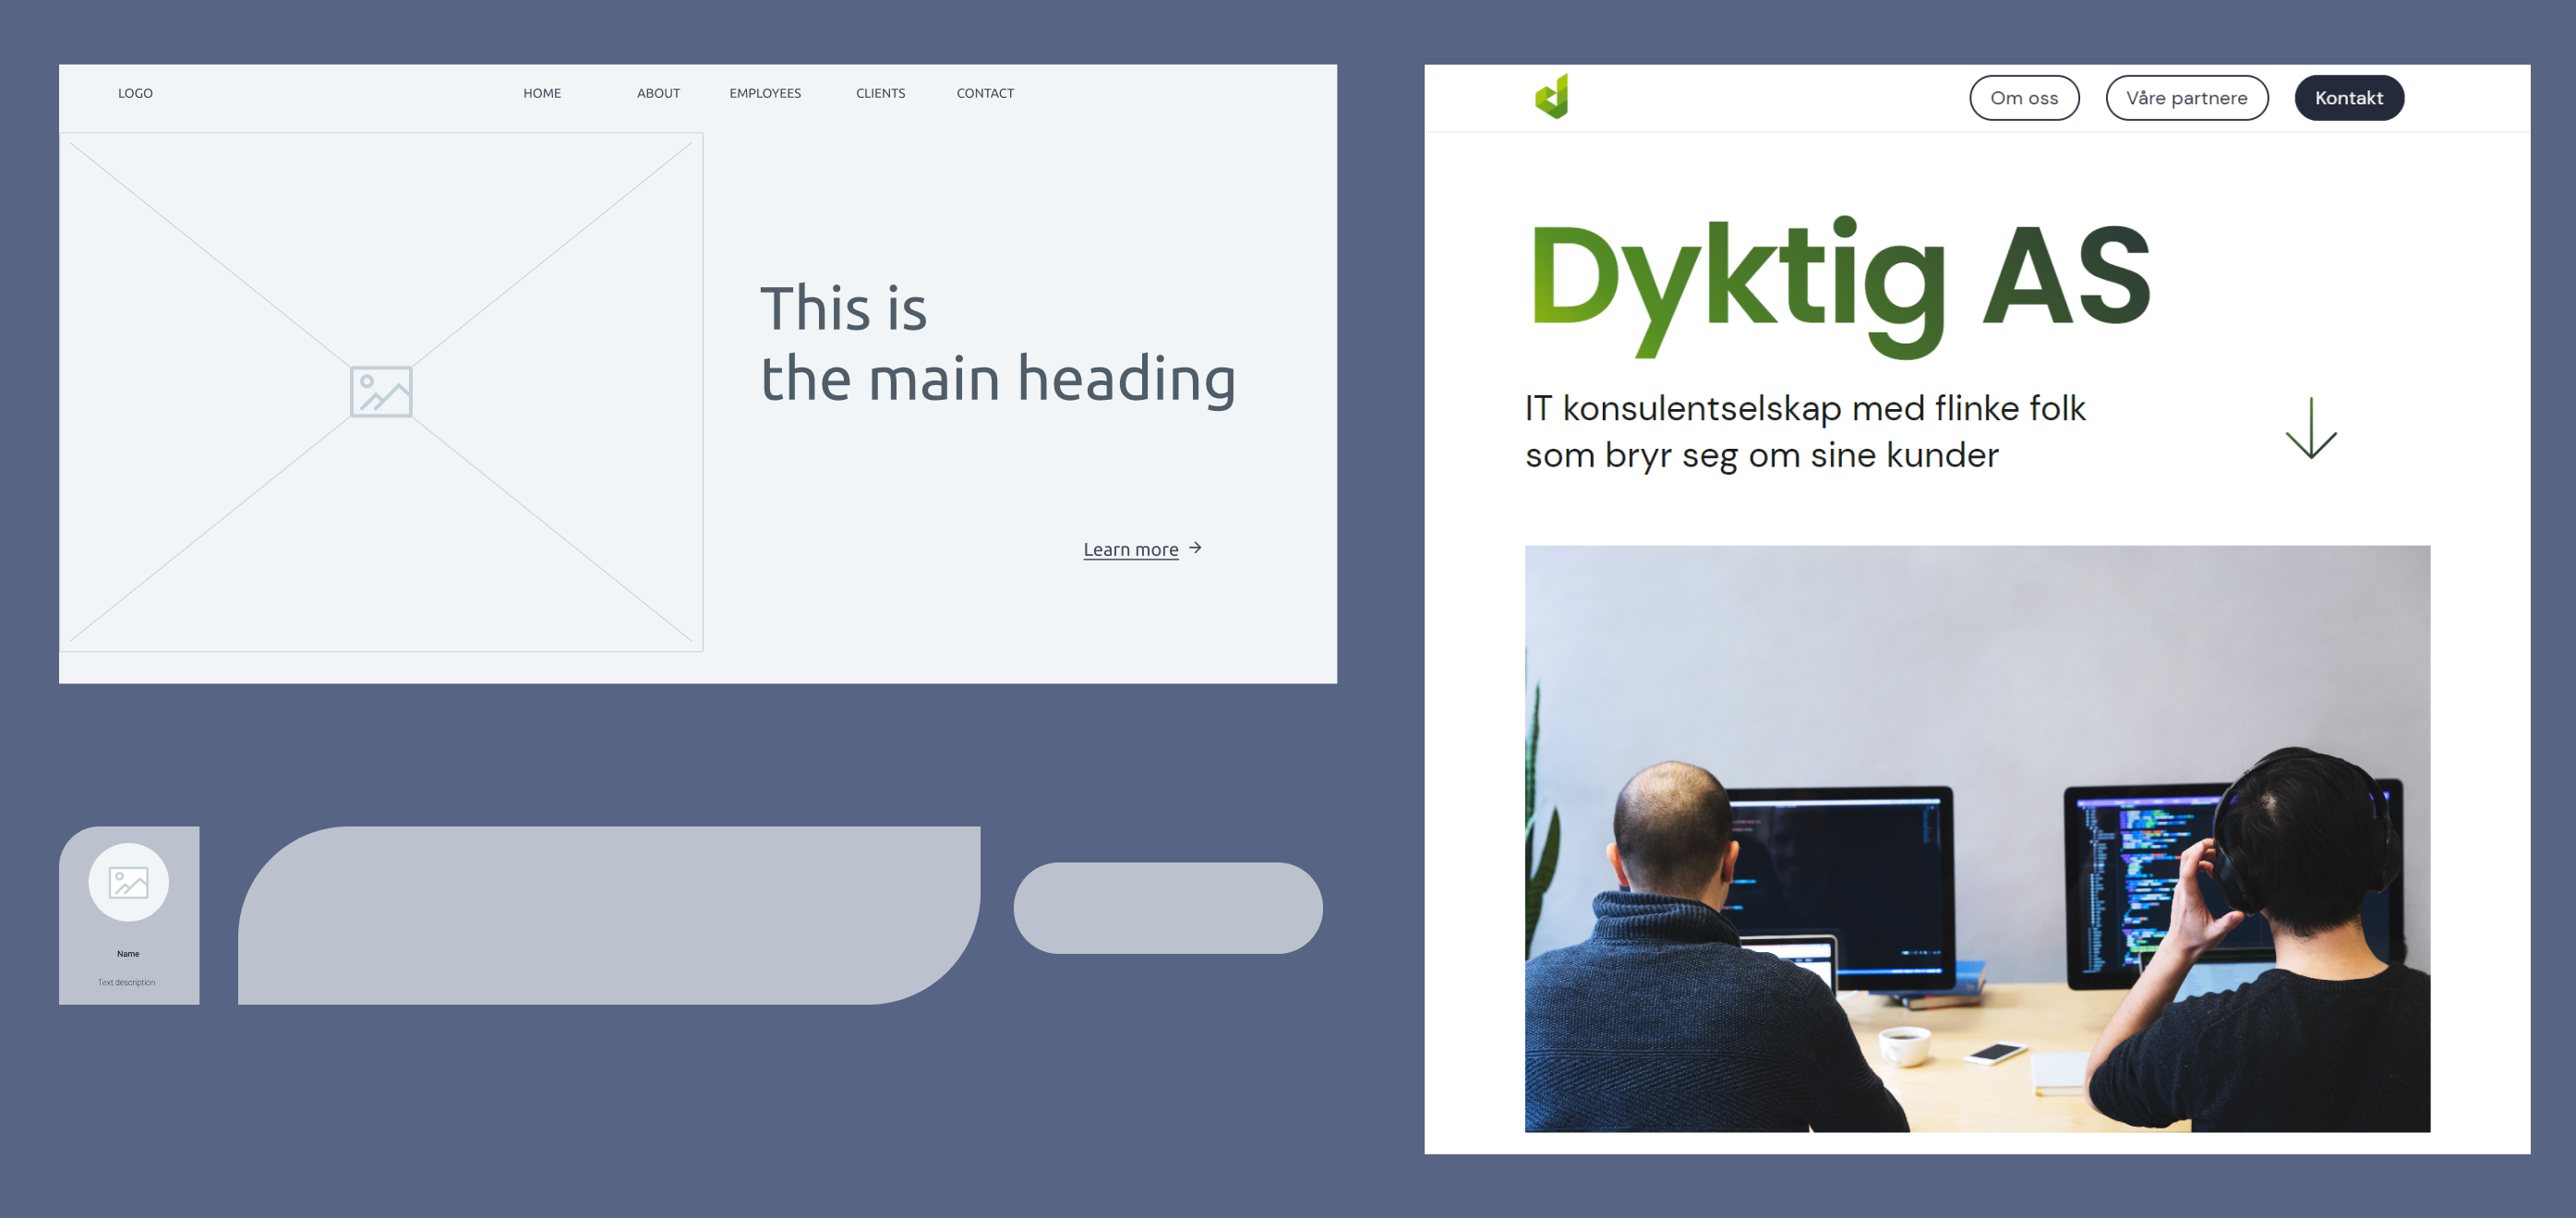 LOGO
HOME
ABOUT
EMPLOYEES
CLIENTS
CONTACT
This is
the main heading
Learn more
Name
Text description
Om oss
Våre partnere
Kontakt
Dyktig AS
IT konsulentselskap med flinke folk
som bryr seg om sine kunder